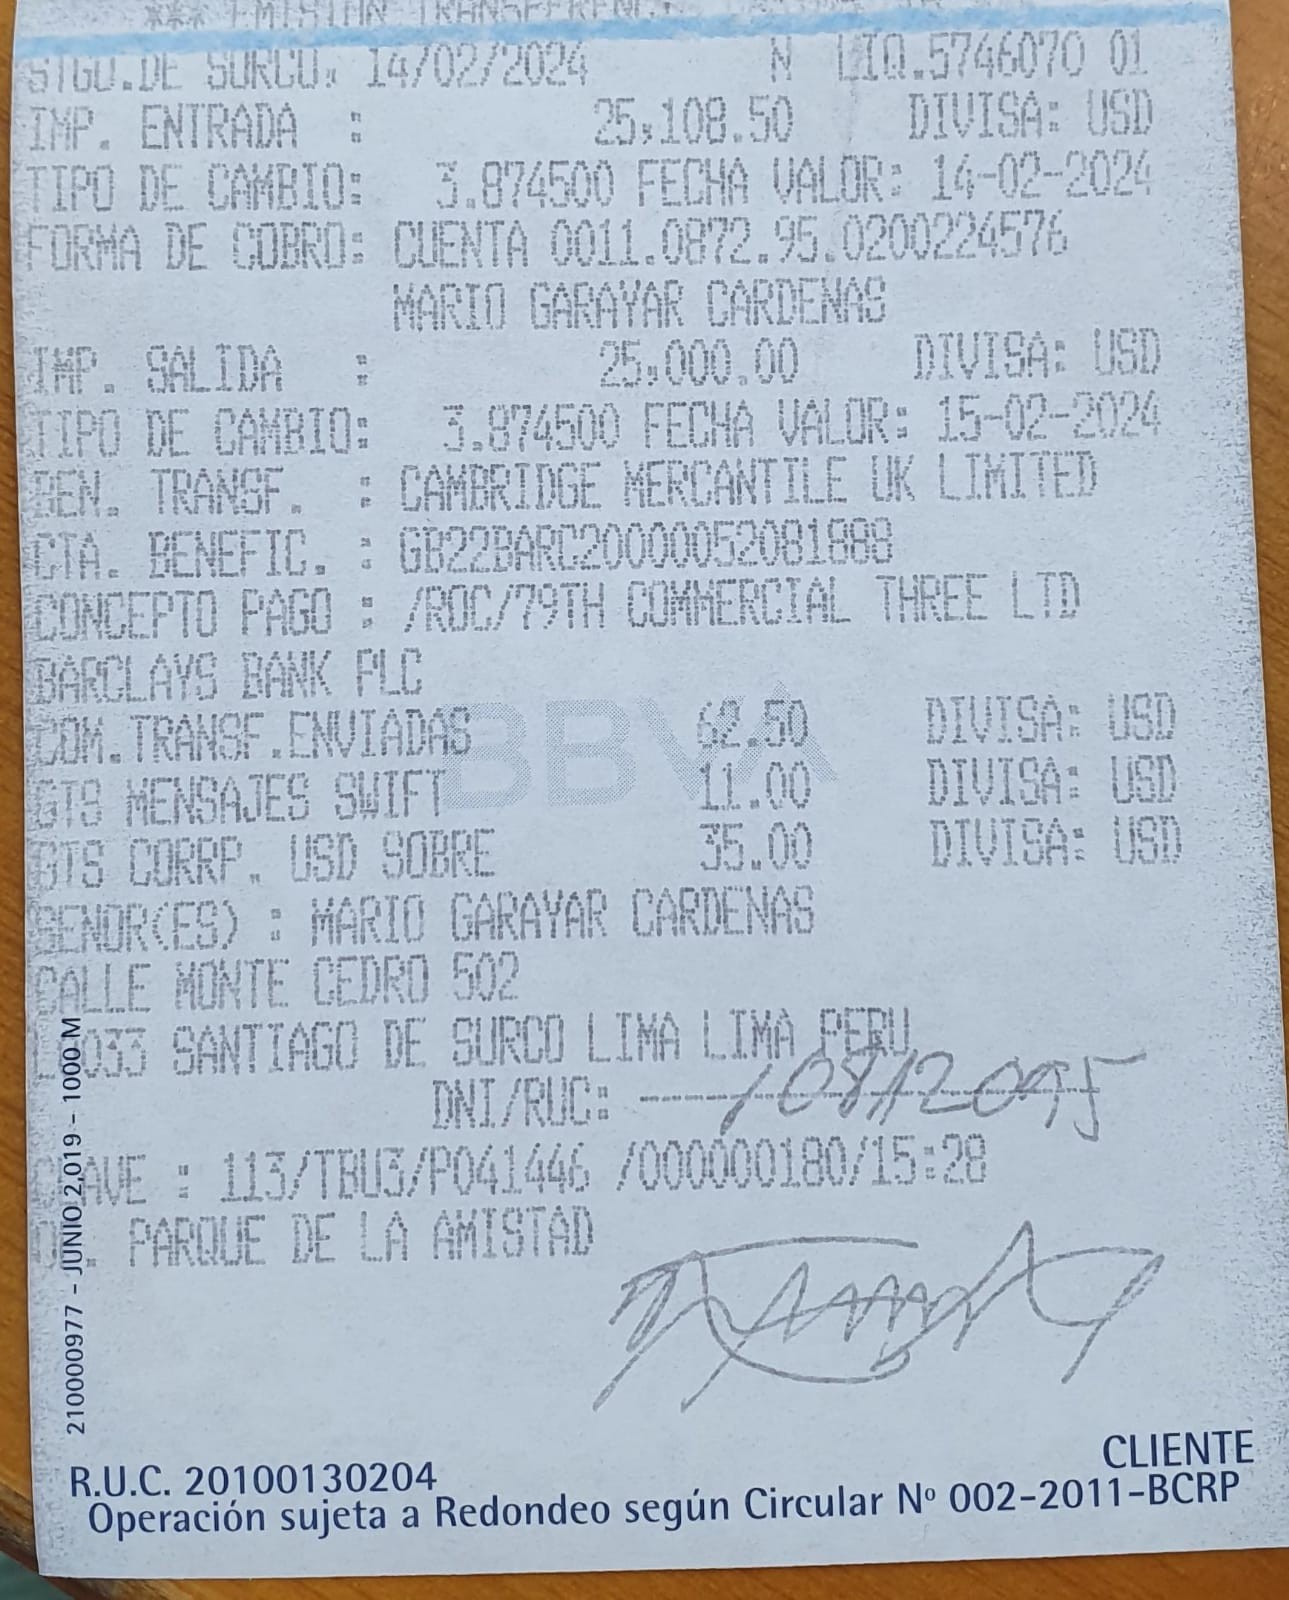 *** EMISION TRANSFERENCIA
STGO.DE SURCO, 14/02/2024 N LIQ.5746070 01
IMP. ENTRADA : 25,108.50 DIVISA: USD
TIPO DE CAMBIO: 3.874500 FECHA VALOR: 14-02-2024
FORMA DE COBRO: CUENTA 0011.0872.95.0200224576
MARIO GARAYAR CARDENAS
IMP. SALIDA : 25,000.00 DIVISA: USD
TIPO DE CAMBIO: 3.874500 FECHA VALOR: 15-02-2024
BEN. TRANSF. : CAMBRIDGE MERCANTILE UK LIMITED
CTA. BENEFIC. : GB22BARC20000052081888
CONCEPTO PAGO : /ROC/79TH COMMERCIAL THREE LTD
BARCLAYS BANK PLC
BBVA
COM.TRANSF.ENVIADAS 62.50 DIVISA: USD
GTS MENSAJES SWIFT 11.00 DIVISA: USD
GTS CORRP. USD SOBRE 35.00 DIVISA: USD
SENOR(ES) : MARIO GARAYAR CARDENAS
CALLE MONTE CEDRO 502
033 SANTIAGO DE SURCO LIMA LIMA PERU
DNI/RUC: ----------------
CLAVE : 113/TBU3/P041446 /000000180/15:28
OF. PARQUE DE LA AMISTAD
210000977 - JUNIO 2,019 - 1000 M
CLIENTE
R.U.C. 20100130204
Operación sujeta a Redondeo según Circular Nº 002-2011-BCRP